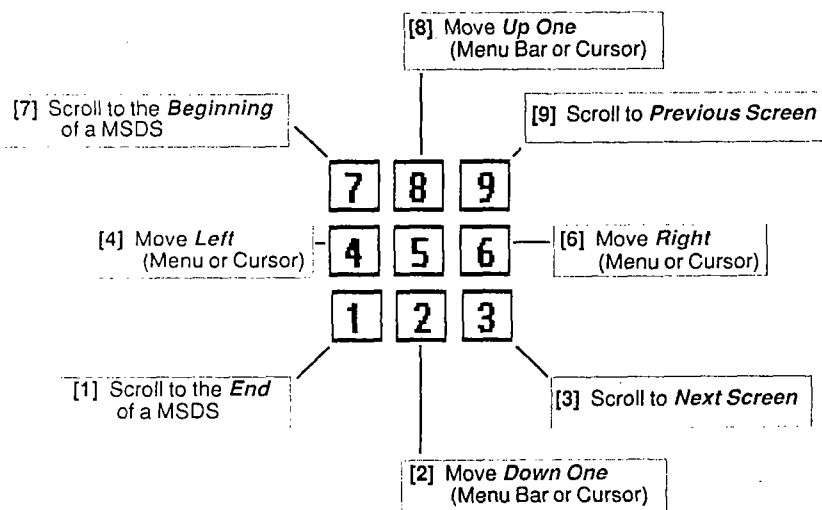 [8] Move Up One
(Menu Bar or Cursor)
[7] Scroll to the Beginning
of a MSDS
[9] Scroll to Previous Screen
7 8 9
[4] Move Left
(Menu or Cursor)
4 5 6
[6] Move Right
(Menu or Cursor)
1 2 3
[1] Scroll to the End
of a MSDS
[3] Scroll to Next Screen
[2] Move Down One
(Menu Bar or Cursor)